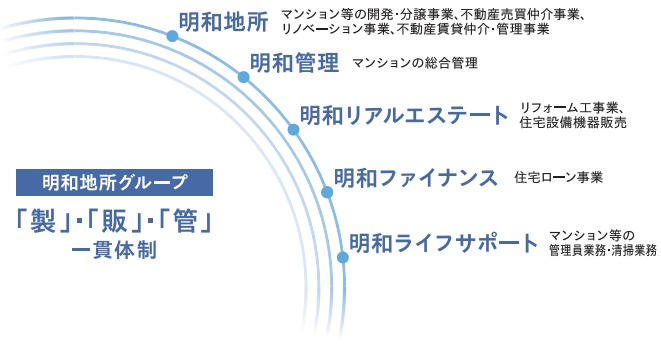 明和地所
マンション等の開発・分譲事業、不動産売買仲介事業、
リノベーション事業、不動産賃貸仲介・管理事業
明和管理
マンションの総合管理
明和リアルエステート
リフォーム工事業、
住宅設備機器販売
明和地所グループ
「製」・「販」・「管」
一貫体制
明和ファイナンス
住宅ローン事業
明和ライフサポート
マンション等の
管理員業務・清掃業務